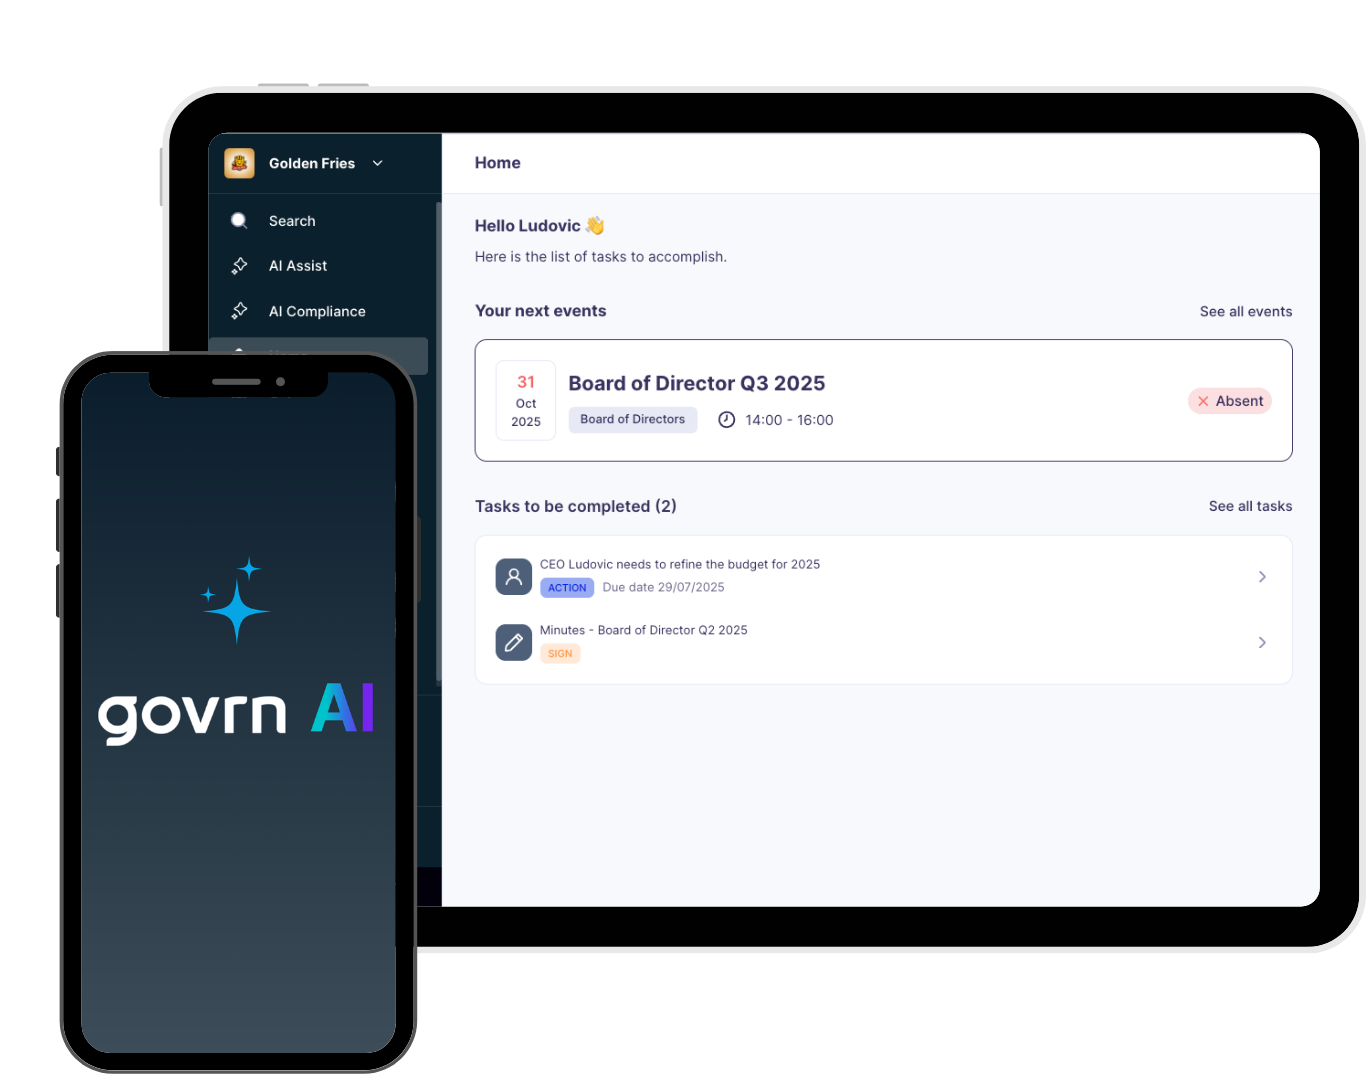 Golden Fries
Search
AI Assist
AI Compliance
Home
Hello Ludovic 👋
Here is the list of tasks to accomplish.
Your next events
See all events
31
Oct
2025
Board of Director Q3 2025
Board of Directors
14:00 - 16:00
Absent
Tasks to be completed (2)
See all tasks
CEO Ludovic needs to refine the budget for 2025
ACTION
Due date 29/07/2025
Minutes - Board of Director Q2 2025
SIGN
govrn AI